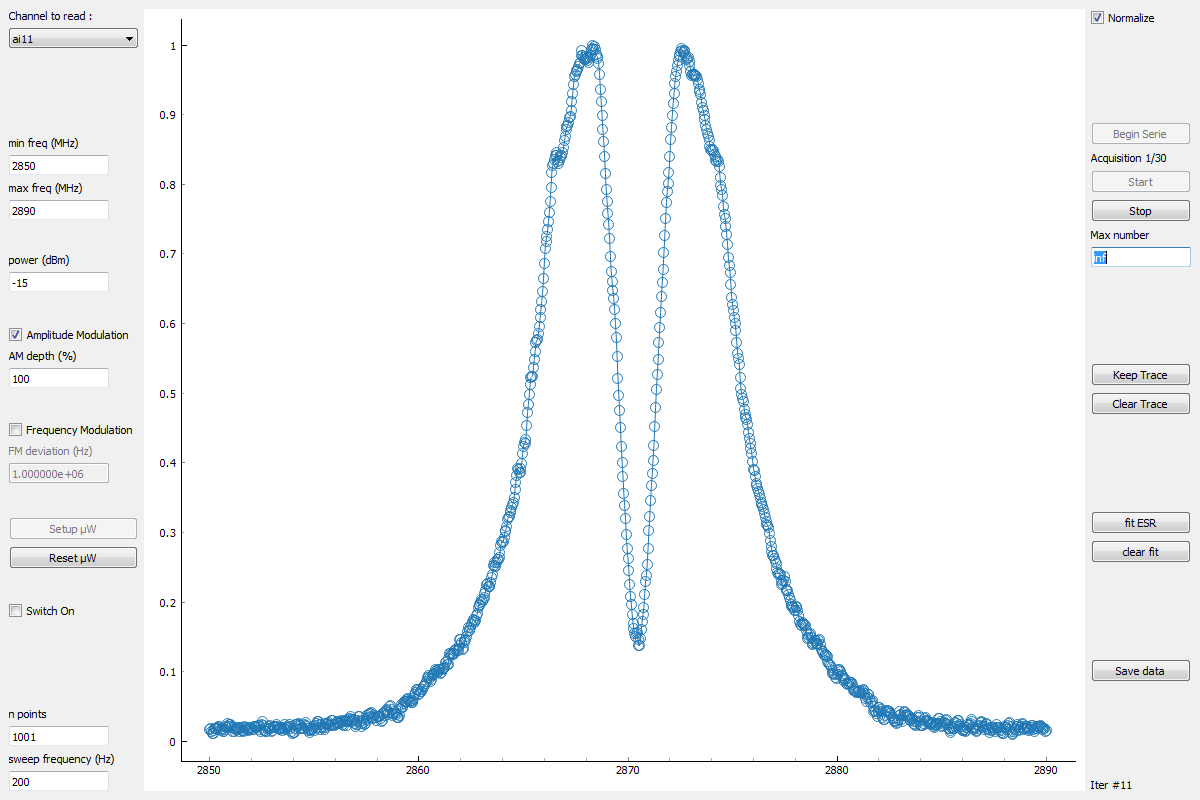 Channel to read :
ai11
min freq (MHz)
2850
max freq (MHz)
2890
power (dBm)
-15
Amplitude Modulation
AM depth (%)
100
Frequency Modulation
FM deviation (Hz)
1.000000e+06
Setup µW
Reset µW
Switch On
n points
1001
sweep frequency (Hz)
200
1
0.9
0.8
0.7
0.6
0.5
0.4
0.3
0.2
0.1
0
2850 2860 2870 2880 2890
Normalize
Begin Serie
Acquisition 1/30
Start
Stop
Max number
inf
Keep Trace
Clear Trace
fit ESR
clear fit
Save data
Iter #11